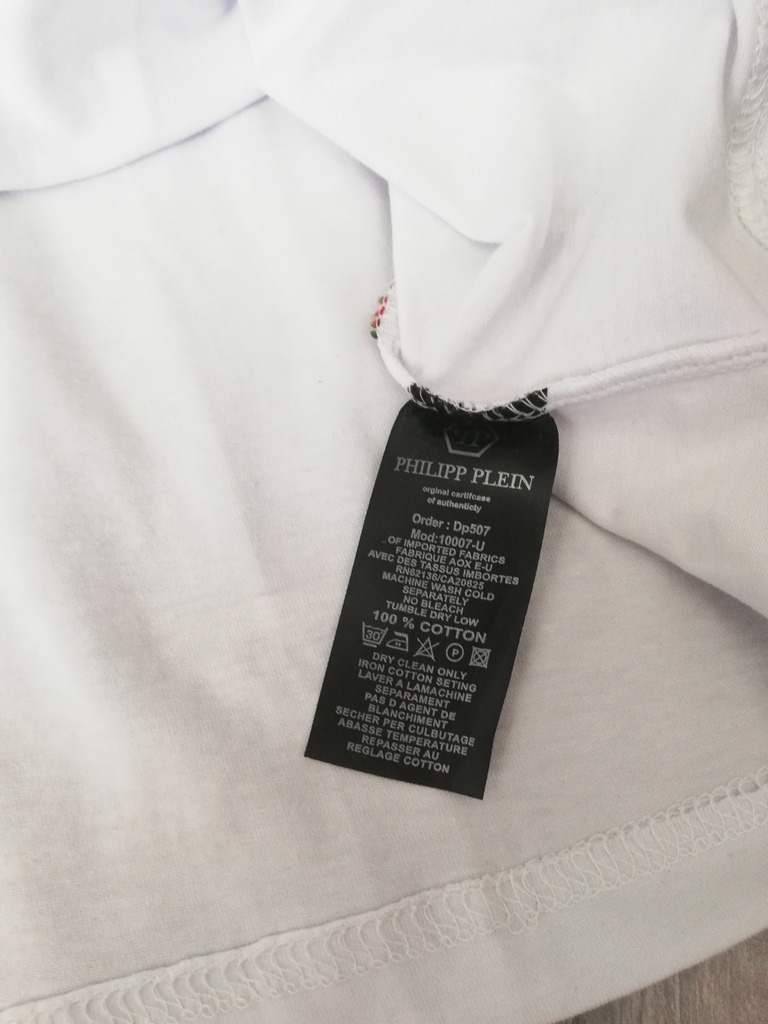 PP
PHILIPP PLEIN
orginal cartifcase
of authenticty
Order : Dp507
Mod:10007-U
..OF IMPORTED FABRICS
FABRIQUE AOX E-U
AVEC DES TASSUS IMBORTES
RN62136/CA20625
MACHINE WASH COLD
SEPARATELY
NO BLEACH
TUMBLE DRY LOW
100 % COTTON
30 P
DRY CLEAN ONLY
IRON COTTON SETING
LAVER A LAMACHINE
SEPARAMENT
PAS D AGENT DE
BLANCHIMENT
SECHER PER CULBUTAGE
ABASSE TEMPERATURE
REPASSER AU
REGLAGE COTTON